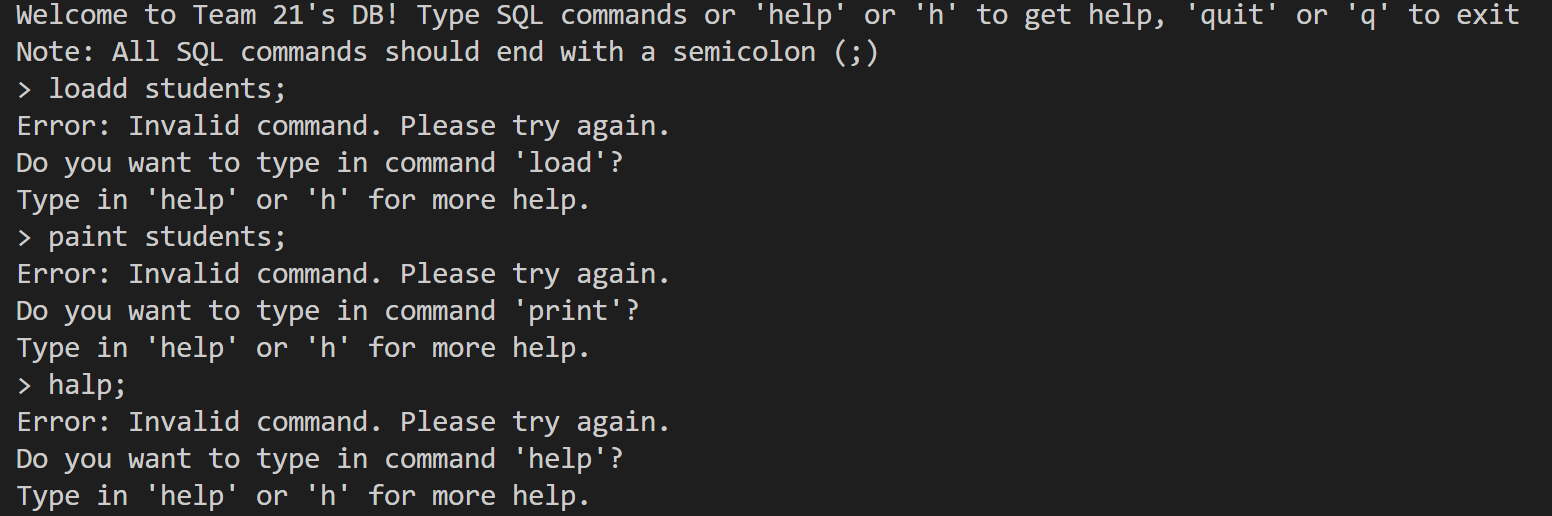 Welcome to Team 21's DB! Type SQL commands or 'help' or 'h' to get help, 'quit' or 'q' to exit
Note: All SQL commands should end with a semicolon (;)
> loadd students;
Error: Invalid command. Please try again.
Do you want to type in command 'load'?
Type in 'help' or 'h' for more help.
> paint students;
Error: Invalid command. Please try again.
Do you want to type in command 'print'?
Type in 'help' or 'h' for more help.
> halp;
Error: Invalid command. Please try again.
Do you want to type in command 'help'?
Type in 'help' or 'h' for more help.